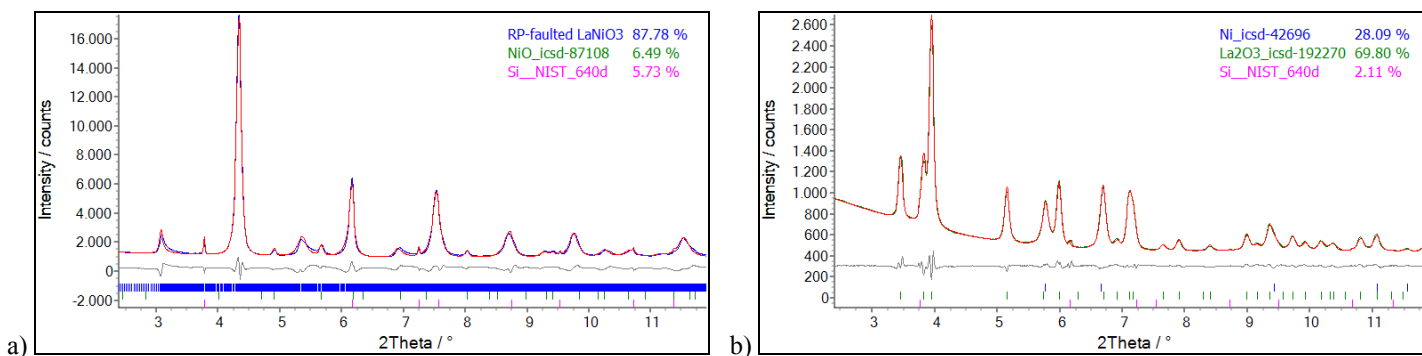 a)
Intensity / counts
16.000
14.000
12.000
10.000
8.000
6.000
4.000
2.000
0
-2.000
RP-faulted LaNiO3 87.78 %
NiO_icsd-87108 6.49 %
Si__NIST_640d 5.73 %
3 4 5 6 7 8 9 10 11
2Theta / °
b)
Intensity / counts
2.600
2.400
2.200
2.000
1.800
1.600
1.400
1.200
1.000
800
600
400
200
0
Ni_icsd-42696 28.09 %
La2O3_icsd-192270 69.80 %
Si__NIST_640d 2.11 %
3 4 5 6 7 8 9 10 11
2Theta / °